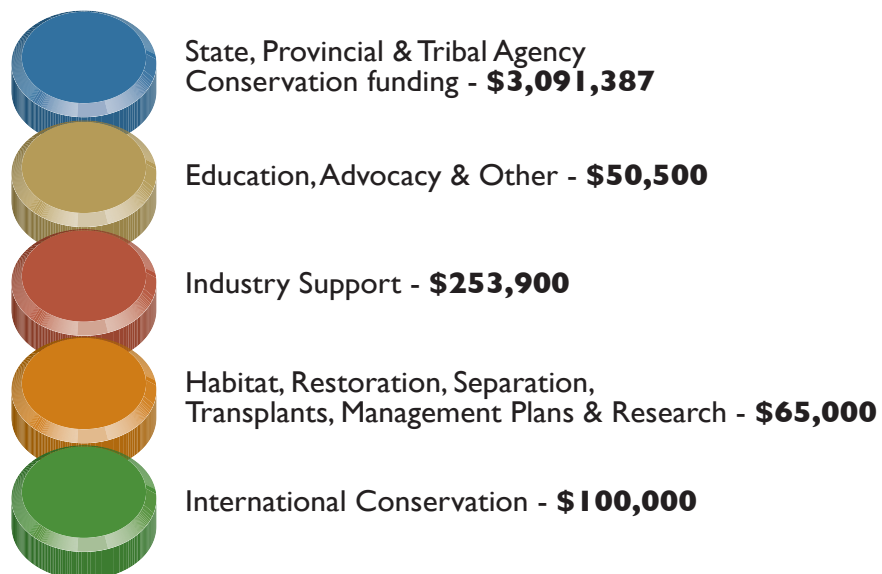 State, Provincial & Tribal Agency
Conservation funding - $3,091,387
Education, Advocacy & Other - $50,500
Industry Support - $253,900
Habitat, Restoration, Separation,
Transplants, Management Plans & Research - $65,000
International Conservation - $100,000